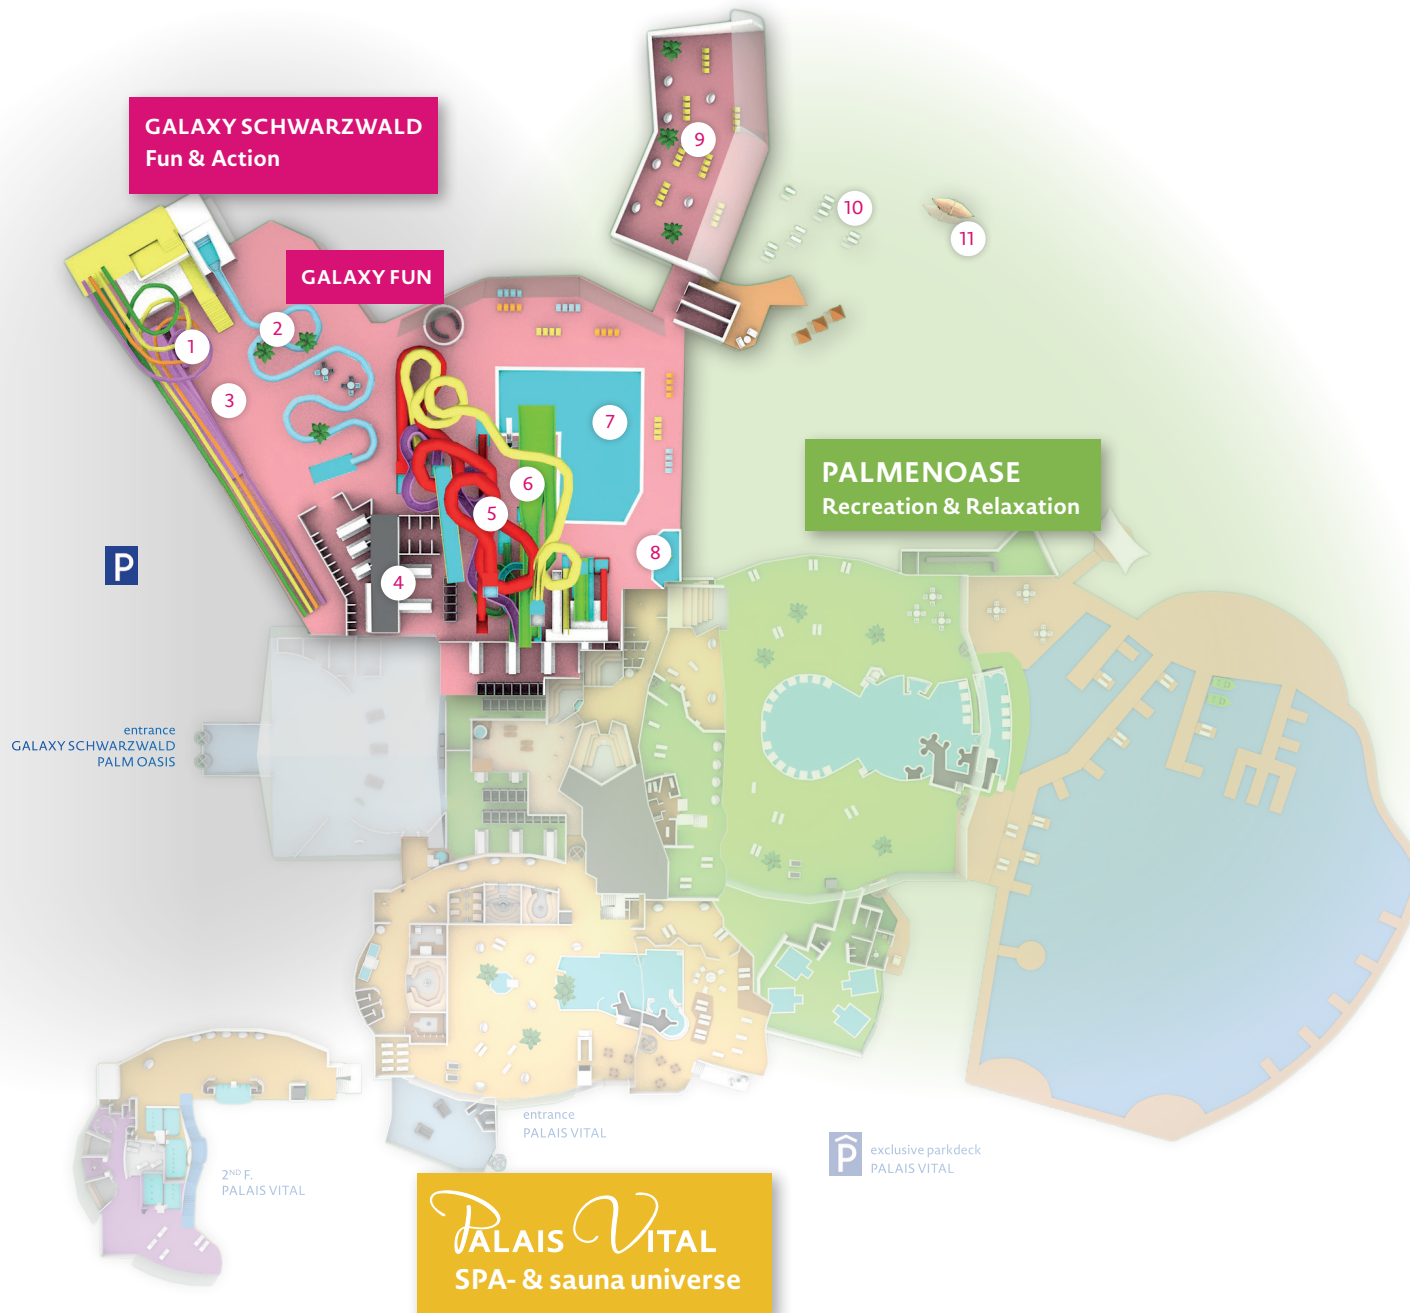 GALAXY SCHWARZWALD
Fun & Action
GALAXY FUN
9
10
11
2
1
3
7
6
5
8
4
PALMENOASE
Recreation & Relaxation
P
entrance
GALAXY SCHWARZWALD
PALM OASIS
entrance
PALAIS VITAL
P
exclusive parkdeck
PALAIS VITAL
2ND F.
PALAIS VITAL
PALAIS VITAL
SPA- & sauna universe